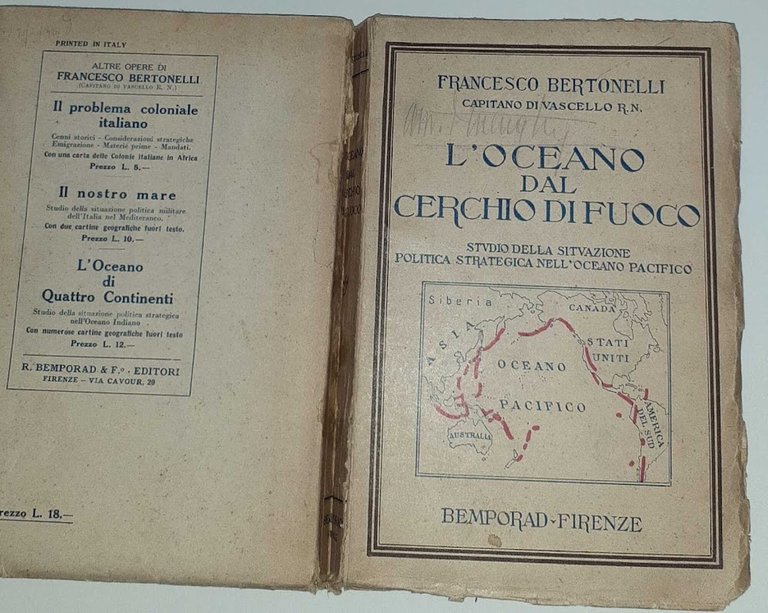 PRINTED IN ITALY
ALTRE OPERE DI
FRANCESCO BERTONELLI
(CAPITANO DI VASCELLO R. N.)
Il problema coloniale
italiano
Cenni storici - Considerazioni strategiche
Emigrazione - Materie prime - Mandati.
Con una carta delle Colonie italiane in Africa
Prezzo L. 8.—
Il nostro mare
Studio della situazione politica militare
dell'Italia nel Mediteraneo.
Con due cartine geografiche fuori testo.
Prezzo L. 10.—
L'Oceano
di
Quattro Continenti
Studio della situazione politica strategica
nell'Oceano Indiano
Con numerose cartine geografiche fuori testo
Prezzo L. 12.—
R. BEMPORAD & F.º - EDITORI
FIRENZE - VIA CAVOUR, 20
rezzo L. 18.—
FRANCESCO BERTONELLI
CAPITANO DI VASCELLO R.N.
L'OCEANO
DAL
CERCHIO DI FUOCO
STVDIO DELLA SITVAZIONE
POLITICA STRATEGICA NELL'OCEANO PACIFICO
Siberia
CANADA
ASIA
STATI
UNITI
OCEANO
PACIFICO
AMERICA
DEL SUD
AUSTRALIA
BEMPORAD-FIRENZE